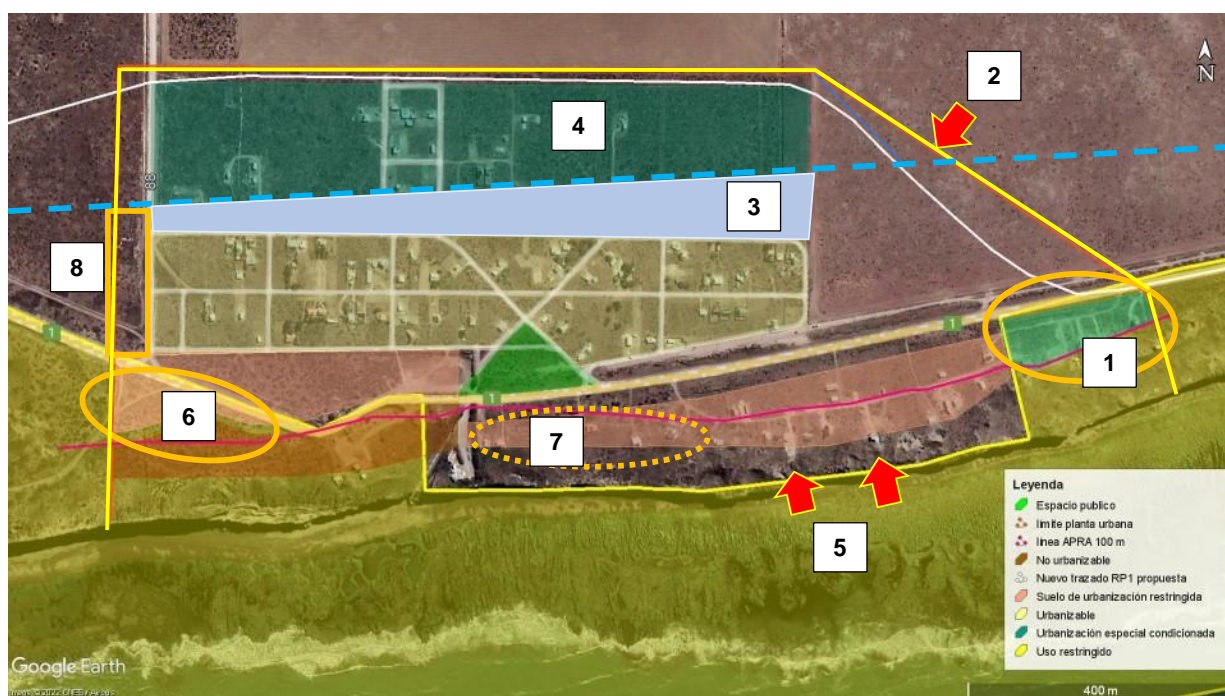 N
2
4
88
3
8
1
1
1
1
6
7
5
Leyenda
Espacio publico
limite planta urbana
linea APRA 100 m
No urbanizable
Nuevo trazado RP1 propuesta
Suelo de urbanización restringida
Urbanizable
Urbanización especial condicionada
Uso restringido
Google Earth
400 m